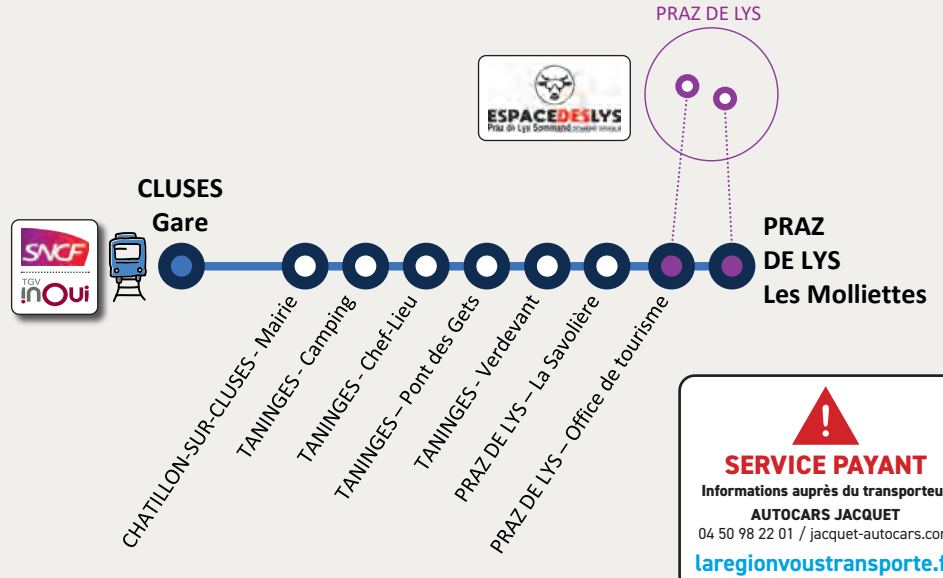 PRAZ DE LYS
ESPACEDESLYS
Praz de Lys Sommand
CLUSES
Gare
SNCF
TGV
inOui
PRAZ
DE LYS
Les Molliettes
CHATILLON-SUR-CLUSES - Mairie
TANINGES - Camping
TANINGES - Chef-Lieu
TANINGES – Pont des Gets
TANINGES - Verdevant
PRAZ DE LYS – La Savolière
PRAZ DE LYS – Office de tourisme
!
SERVICE PAYANT
Informations auprès du transporteu
AUTOCARS JACQUET
04 50 98 22 01 / jacquet-autocars.com
laregionvoustransporte.f